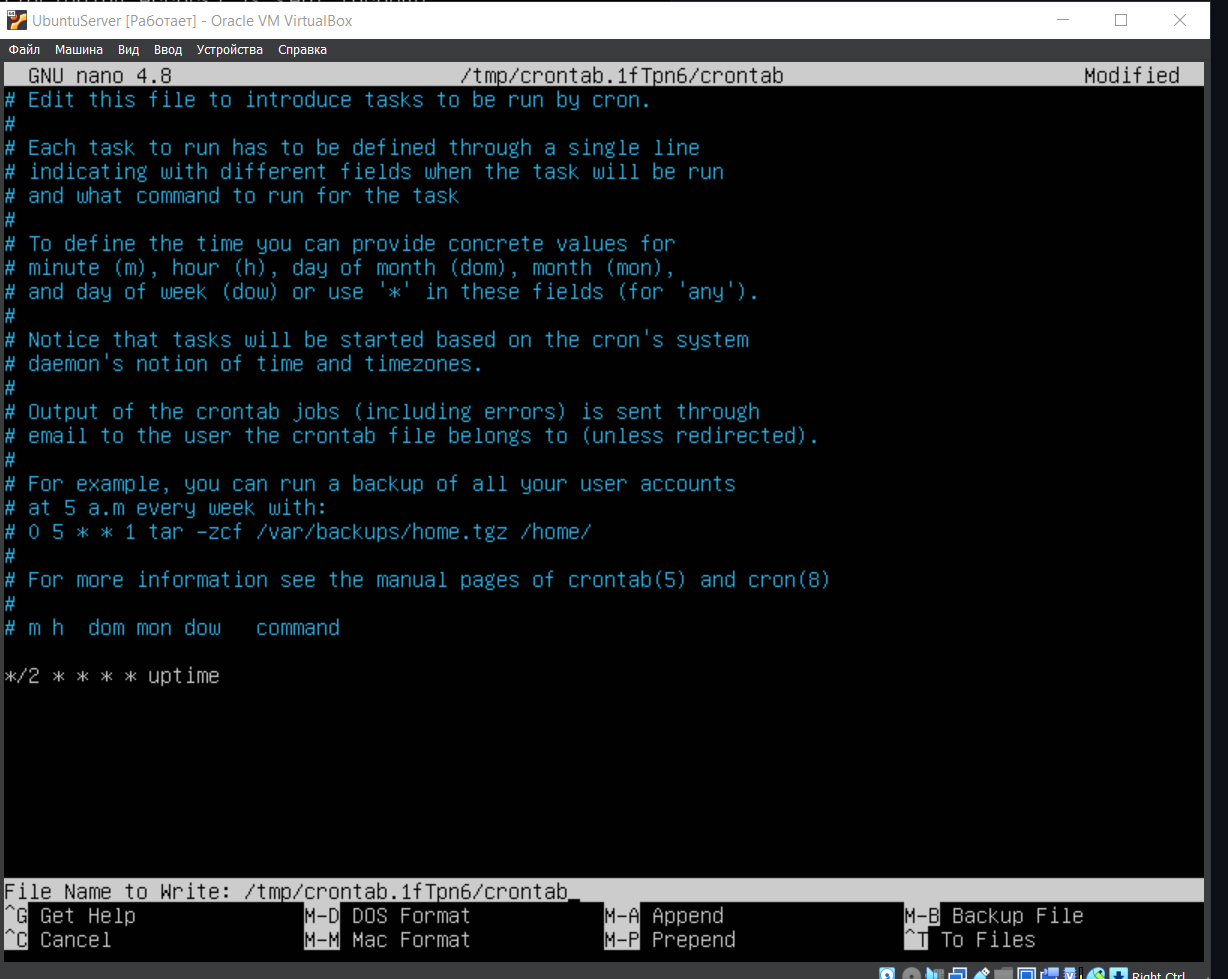 UbuntuServer [Работает] - Oracle VM VirtualBox
Файл Машина Вид Ввод Устройства Справка
GNU nano 4.8 /tmp/crontab.1fTpn6/crontab Modified
# Edit this file to introduce tasks to be run by cron.
#
# Each task to run has to be defined through a single line
# indicating with different fields when the task will be run
# and what command to run for the task
#
# To define the time you can provide concrete values for
# minute (m), hour (h), day of month (dom), month (mon),
# and day of week (dow) or use '*' in these fields (for 'any').
#
# Notice that tasks will be started based on the cron's system
# daemon's notion of time and timezones.
#
# Output of the crontab jobs (including errors) is sent through
# email to the user the crontab file belongs to (unless redirected).
#
# For example, you can run a backup of all your user accounts
# at 5 a.m every week with:
# 0 5 * * 1 tar -zcf /var/backups/home.tgz /home/
#
# For more information see the manual pages of crontab(5) and cron(8)
#
# m h  dom mon dow   command
*/2 * * * * uptime
File Name to Write: /tmp/crontab.1fTpn6/crontab_
^G Get Help M-D DOS Format M-A Append M-B Backup File
^C Cancel M-M Mac Format M-P Prepend ^T To Files
Right Ctrl